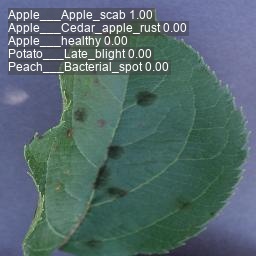 Apple___Apple_scab 1.00
Apple___Cedar_apple_rust 0.00
Apple___healthy 0.00
Potato___Late_blight 0.00
Peach___Bacterial_spot 0.00